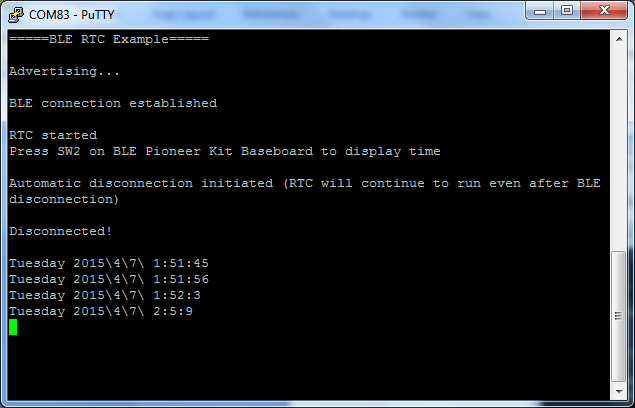 COM83 - PuTTY
=====BLE RTC Example=====
Advertising...
BLE connection established
RTC started
Press SW2 on BLE Pioneer Kit Baseboard to display time
Automatic disconnection initiated (RTC will continue to run even after BLE
disconnection)
Disconnected!
Tuesday 2015\4\7\ 1:51:45
Tuesday 2015\4\7\ 1:51:56
Tuesday 2015\4\7\ 1:52:3
Tuesday 2015\4\7\ 2:5:9